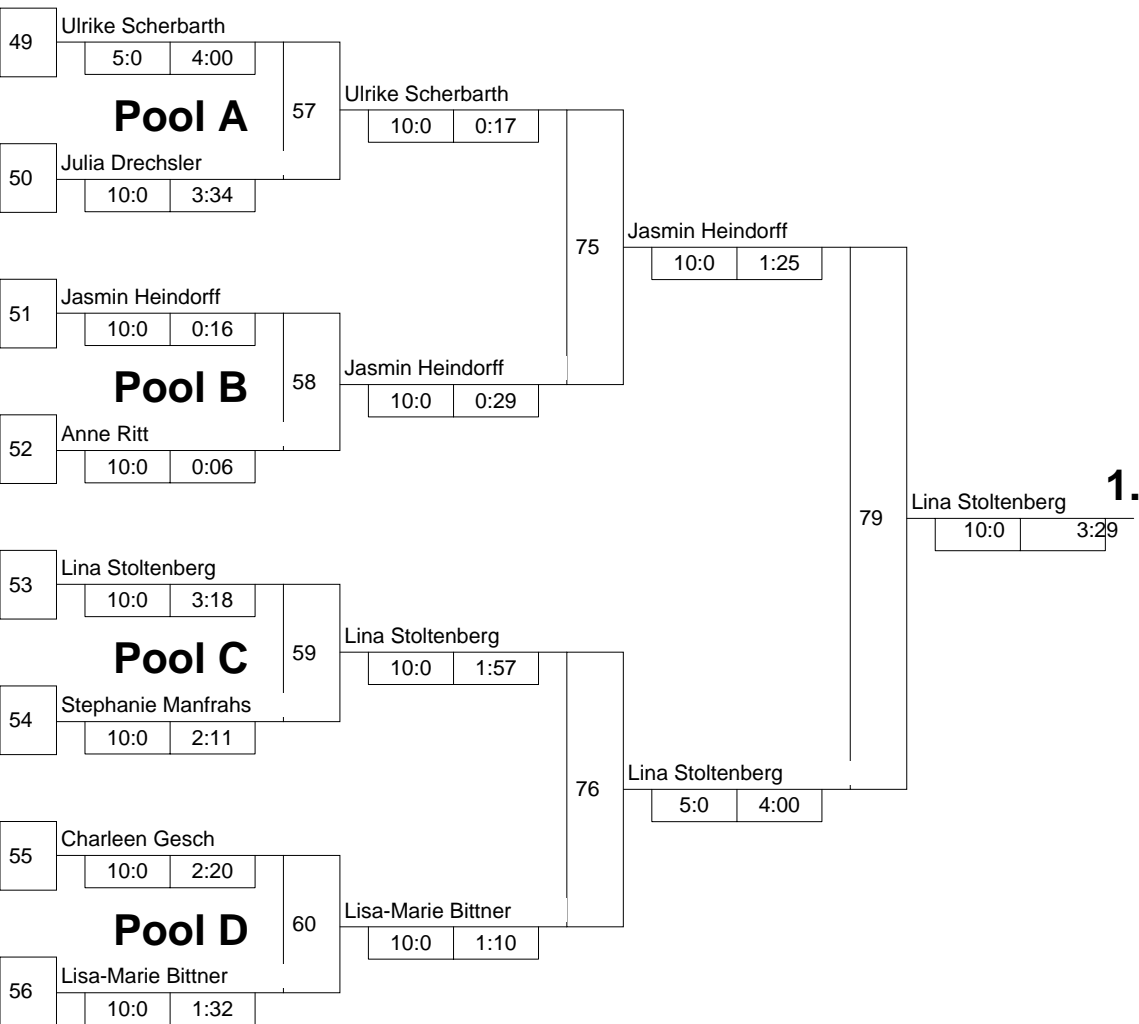 49 Ulrike Scherbarth
5:0 4:00
Pool A 57 Ulrike Scherbarth
10:0 0:17
50 Julia Drechsler
10:0 3:34
75 Jasmin Heindorff
10:0 1:25
51 Jasmin Heindorff
10:0 0:16
Pool B 58 Jasmin Heindorff
10:0 0:29
52 Anne Ritt
10:0 0:06
79 Lina Stoltenberg 1.
10:0 3:29
53 Lina Stoltenberg
10:0 3:18
Pool C 59 Lina Stoltenberg
10:0 1:57
54 Stephanie Manfrahs
10:0 2:11
76 Lina Stoltenberg
5:0 4:00
55 Charleen Gesch
10:0 2:20
Pool D 60 Lisa-Marie Bittner
10:0 1:10
56 Lisa-Marie Bittner
10:0 1:32